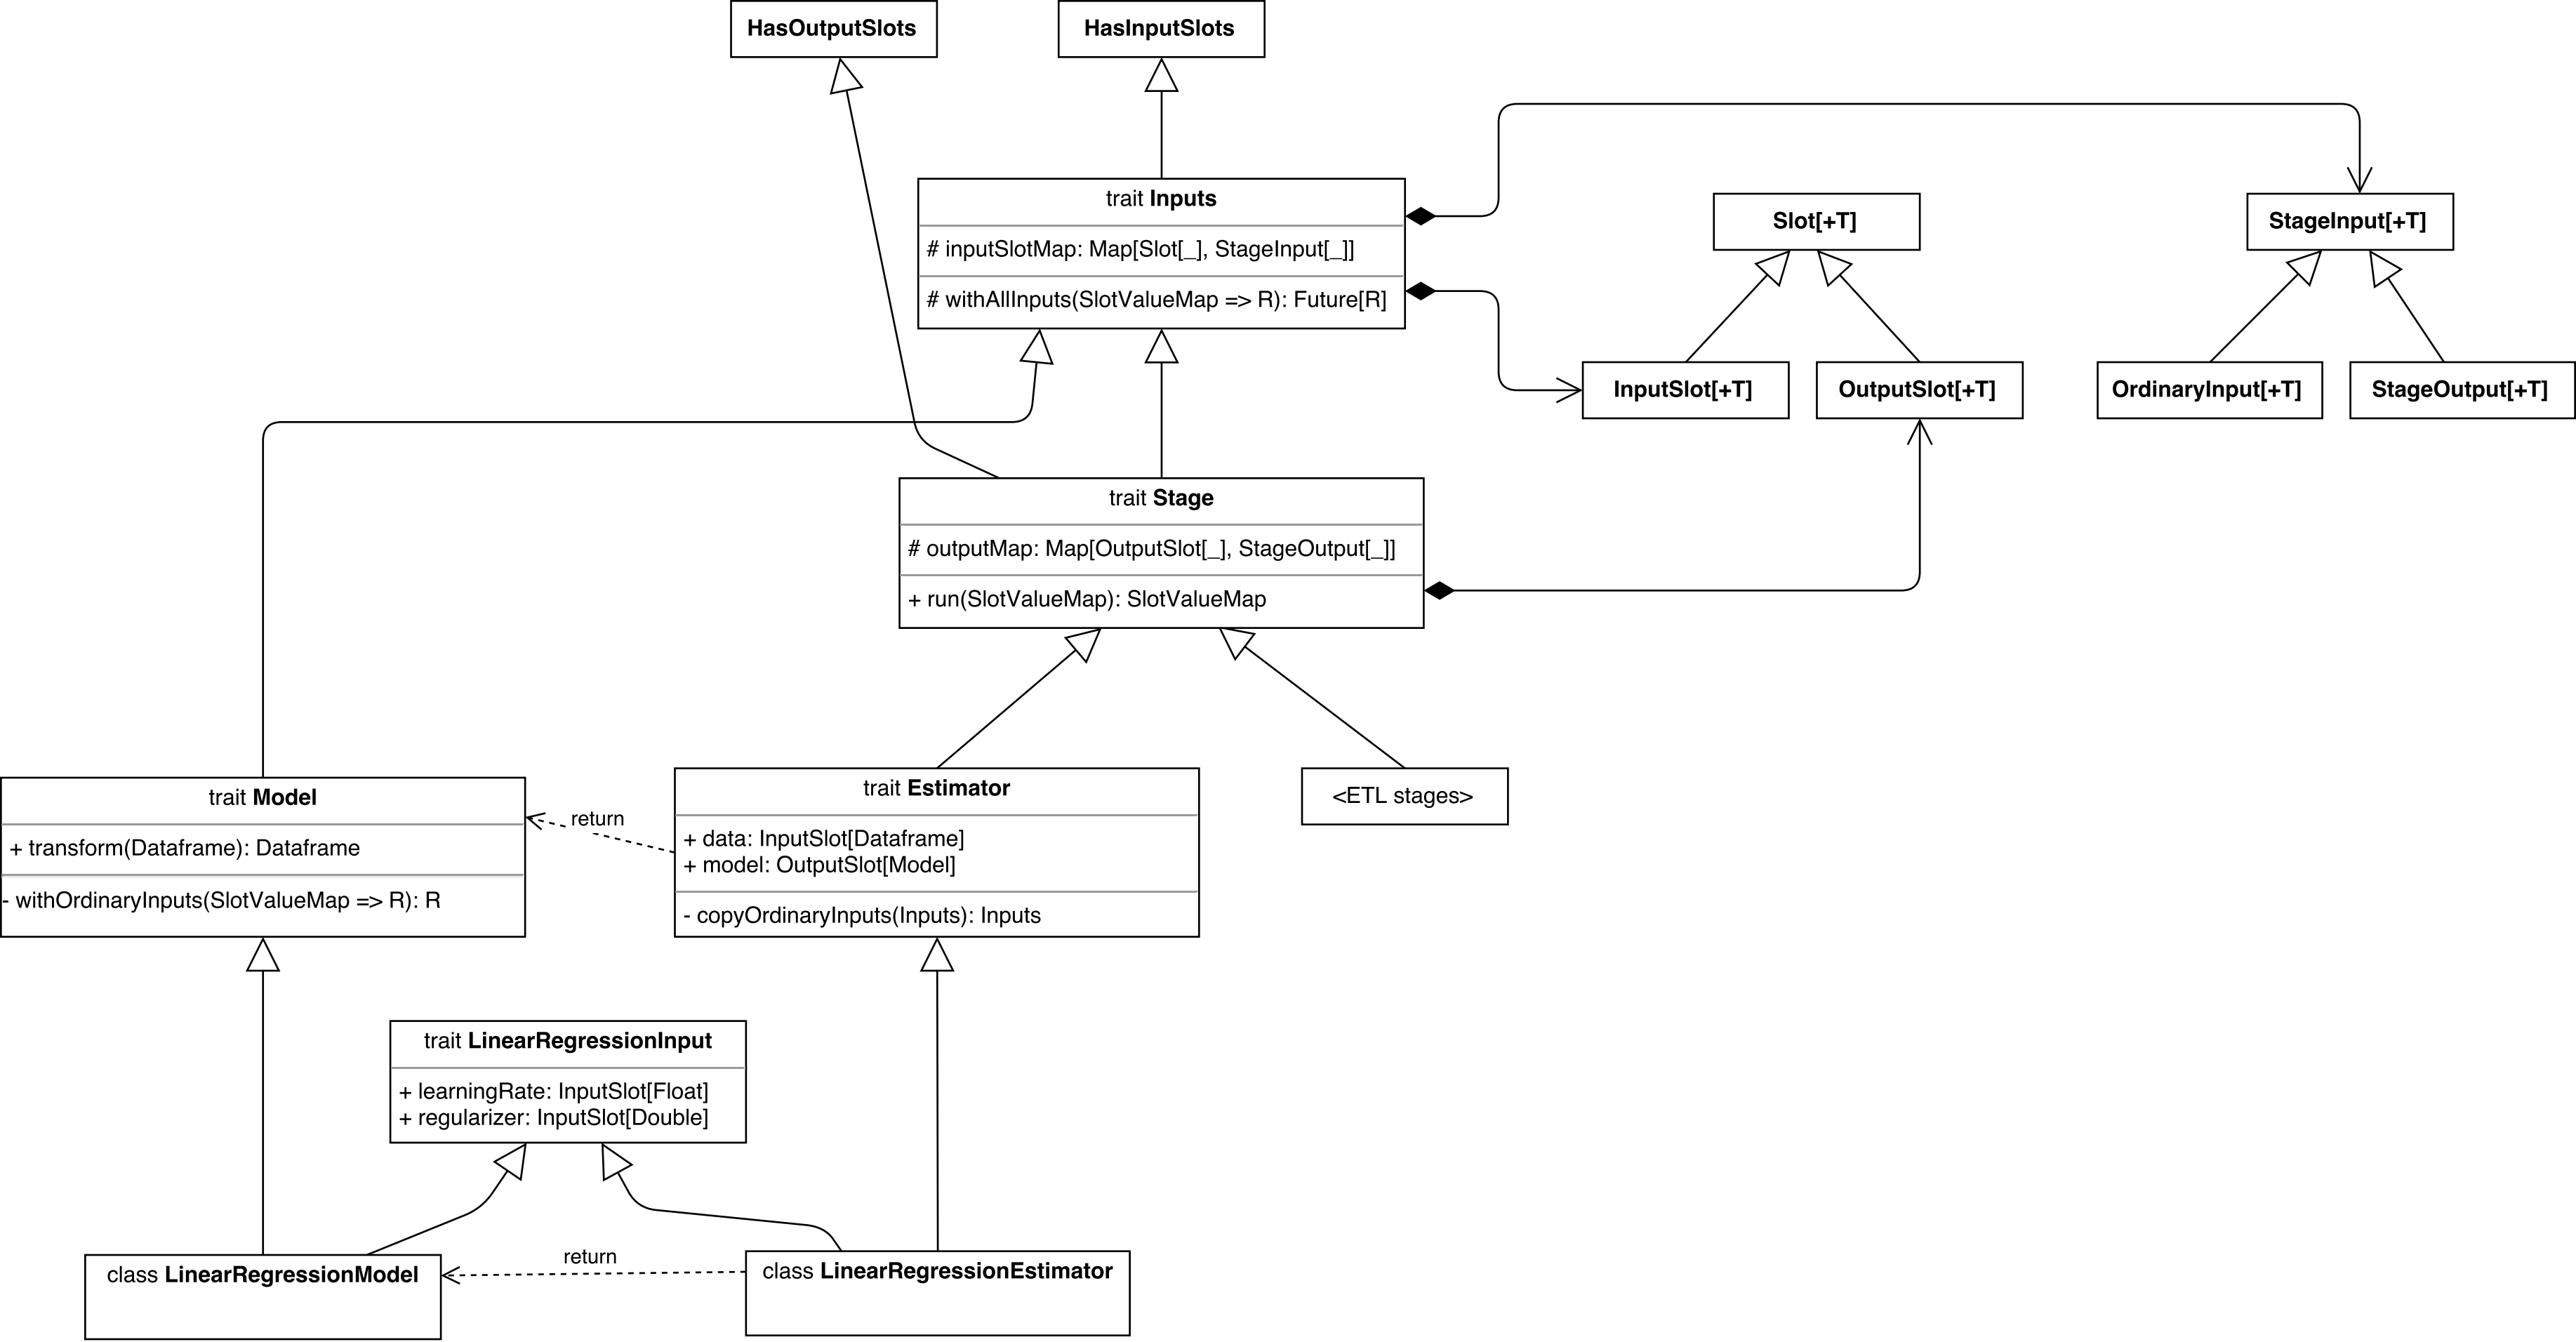 HasOutputSlots
HasInputSlots
trait Inputs
# inputSlotMap: Map[Slot[_], StageInput[_]]
# withAllInputs(SlotValueMap => R): Future[R]
Slot[+T]
StageInput[+T]
InputSlot[+T]
OutputSlot[+T]
OrdinaryInput[+T]
StageOutput[+T]
trait Stage
# outputMap: Map[OutputSlot[_], StageOutput[_]]
+ run(SlotValueMap): SlotValueMap
trait Model
+ transform(Dataframe): Dataframe
- withOrdinaryInputs(SlotValueMap => R): R
return
trait Estimator
+ data: InputSlot[Dataframe]
+ model: OutputSlot[Model]
- copyOrdinaryInputs(Inputs): Inputs
<ETL stages>
trait LinearRegressionInput
+ learningRate: InputSlot[Float]
+ regularizer: InputSlot[Double]
class LinearRegressionModel
return
class LinearRegressionEstimator